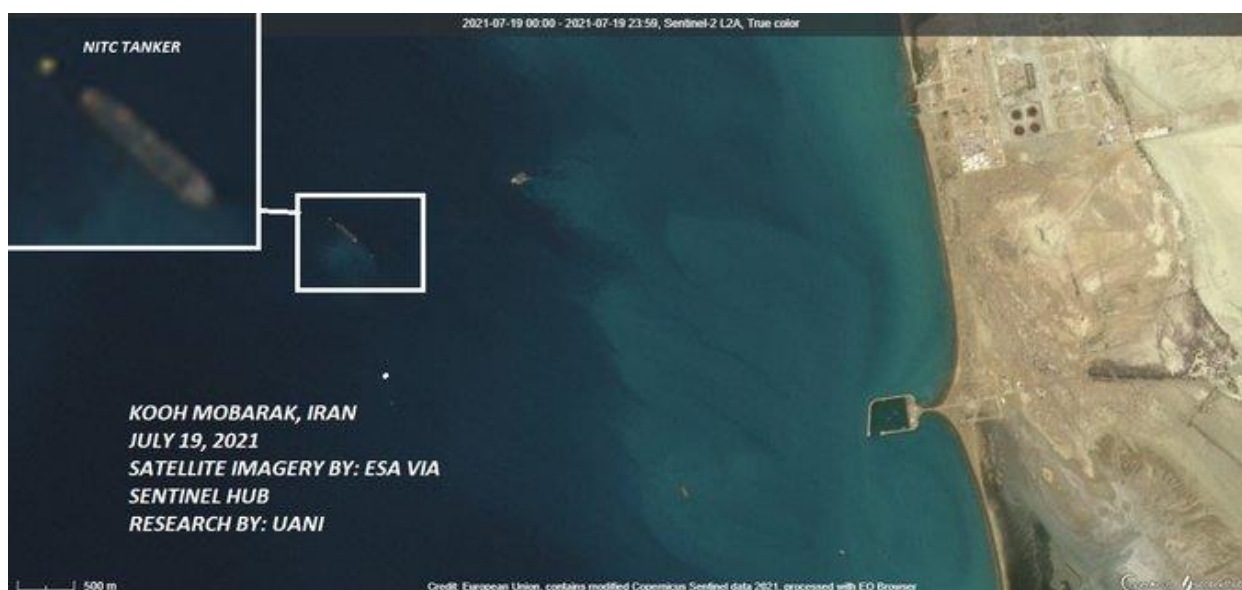 2021-07-19 00:00 - 2021-07-19 23:59, Sentinel-2 L2A, True color
NITC TANKER
KOOH MOBARAK, IRAN
JULY 19, 2021
SATELLITE IMAGERY BY: ESA VIA
SENTINEL HUB
RESEARCH BY: UANI
500 m
Credit: European Union, contains modified Copernicus Sentinel data 2021, processed with EO Browser